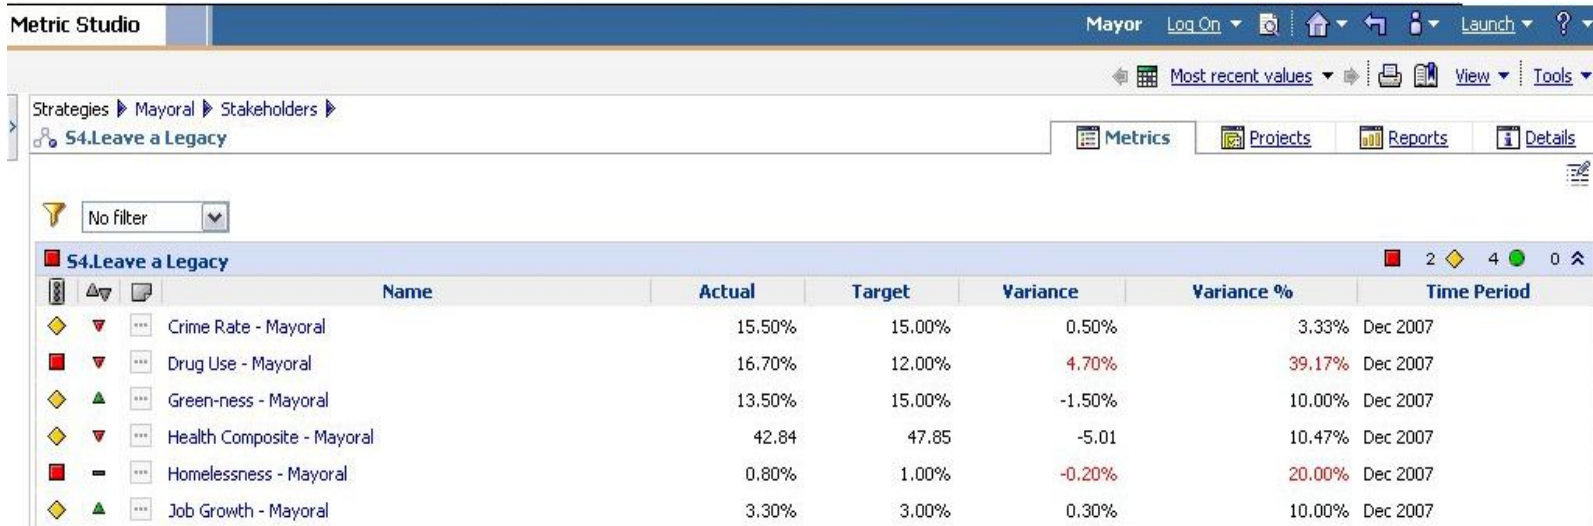 Metric Studio Mayor Log On Launch ?
Most recent values View Tools
Strategies Mayoral Stakeholders
S4.Leave a Legacy Metrics Projects Reports Details
No filter
S4.Leave a Legacy 2 4 0
Name Actual Target Variance Variance % Time Period
Crime Rate - Mayoral 15.50% 15.00% 0.50% 3.33% Dec 2007
Drug Use - Mayoral 16.70% 12.00% 4.70% 39.17% Dec 2007
Green-ness - Mayoral 13.50% 15.00% -1.50% 10.00% Dec 2007
Health Composite - Mayoral 42.84 47.85 -5.01 10.47% Dec 2007
Homelessness - Mayoral 0.80% 1.00% -0.20% 20.00% Dec 2007
Job Growth - Mayoral 3.30% 3.00% 0.30% 10.00% Dec 2007